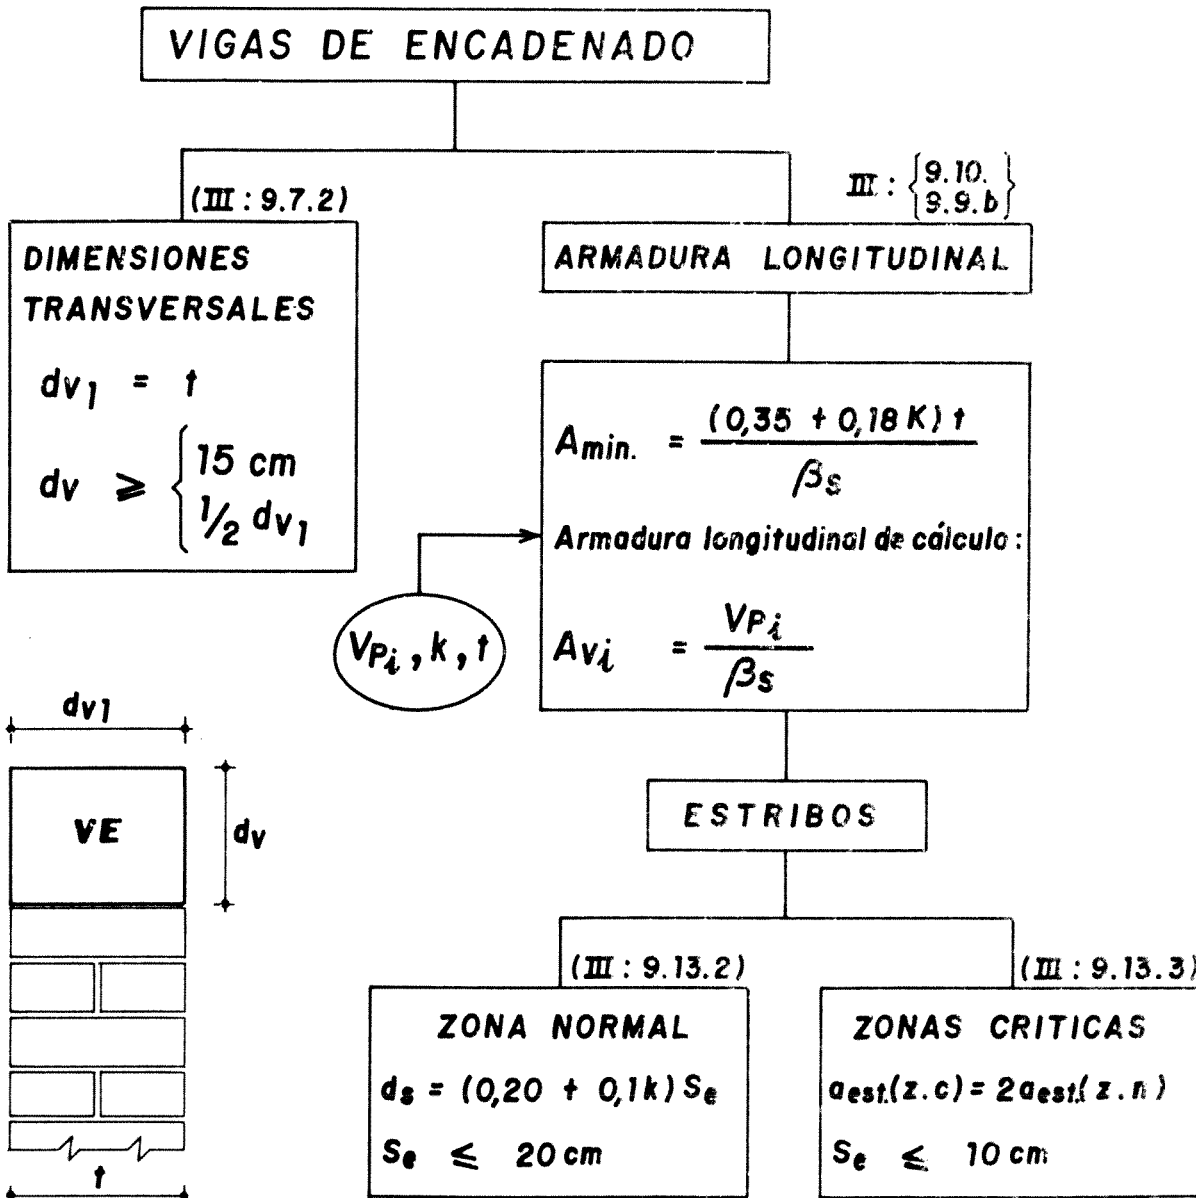 VIGAS DE ENCADENADO
(III : 9.7.2)
DIMENSIONES
TRANSVERSALES
dv1 = t
dv ≥ { 15 cm
1/2 dv1
III : { 9.10.
9.9.b }
ARMADURA LONGITUDINAL
Amin. = (0,35 + 0,18 K) t / βs
Armadura longitudinal de cálculo :
Avi = VPi / βs
VPi , k , t
dv1
VE
dv
t
ESTRIBOS
(III : 9.13.2)
ZONA NORMAL
ds = (0,20 + 0,1k) Se
Se ≤ 20 cm
(III : 9.13.3)
ZONAS CRITICAS
aest.(z.c) = 2aest.(z.n)
Se ≤ 10 cm